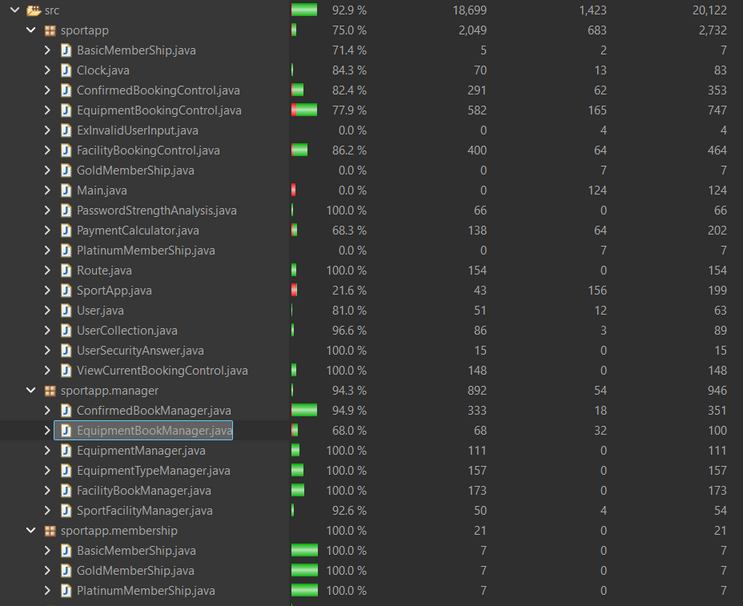 src 92.9 % 18,699 1,423 20,122
sportapp 75.0 % 2,049 683 2,732
BasicMemberShip.java 71.4 % 5 2 7
Clock.java 84.3 % 70 13 83
ConfirmedBookingControl.java 82.4 % 291 62 353
EquipmentBookingControl.java 77.9 % 582 165 747
ExInvalidUserInput.java 0.0 % 0 4 4
FacilityBookingControl.java 86.2 % 400 64 464
GoldMemberShip.java 0.0 % 0 7 7
Main.java 0.0 % 0 124 124
PasswordStrengthAnalysis.java 100.0 % 66 0 66
PaymentCalculator.java 68.3 % 138 64 202
PlatinumMemberShip.java 0.0 % 0 7 7
Route.java 100.0 % 154 0 154
SportApp.java 21.6 % 43 156 199
User.java 81.0 % 51 12 63
UserCollection.java 96.6 % 86 3 89
UserSecurityAnswer.java 100.0 % 15 0 15
ViewCurrentBookingControl.java 100.0 % 148 0 148
sportapp.manager 94.3 % 892 54 946
ConfirmedBookManager.java 94.9 % 333 18 351
EquipmentBookManager.java 68.0 % 68 32 100
EquipmentManager.java 100.0 % 111 0 111
EquipmentTypeManager.java 100.0 % 157 0 157
FacilityBookManager.java 100.0 % 173 0 173
SportFacilityManager.java 92.6 % 50 4 54
sportapp.membership 100.0 % 21 0 21
BasicMemberShip.java 100.0 % 7 0 7
GoldMemberShip.java 100.0 % 7 0 7
PlatinumMemberShip.java 100.0 % 7 0 7